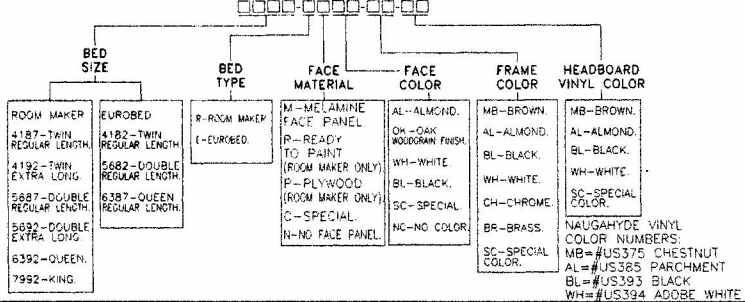 BED
SIZE
ROOM MAKER
4187-TWIN
REGULAR LENGTH.
4192-TWIN
EXTRA LONG.
5687-DOUBLE
REGULAR LENGTH.
5692-DOUBLE
EXTRA LONG.
6392-QUEEN.
7992-KING.
EUROBED
4182-TWIN
REGULAR LENGTH.
5682-DOUBLE
REGULAR LENGTH.
6387-QUEEN
REGULAR LENGTH.
BED
TYPE
R-ROOM MAKER
E-EUROBED.
FACE
MATERIAL
M-MELAMINE
FACE PANEL.
R-READY
TO PAINT
(ROOM MAKER ONLY).
P-PLYWOOD
(ROOM MAKER ONLY).
C-SPECIAL.
N-NO FACE PANEL.
FACE
COLOR
AL-ALMOND.
OK-OAK
WOODGRAIN FINISH.
WH-WHITE.
BL-BLACK.
SC-SPECIAL.
NC-NO COLOR.
FRAME
COLOR
MB-BROWN.
AL-ALMOND.
BL-BLACK.
WH-WHITE.
CH-CHROME.
BR-BRASS.
SC-SPECIAL
COLOR.
HEADBOARD
VINYL COLOR
MB-BROWN.
AL-ALMOND.
BL-BLACK.
WH-WHITE.
SC-SPECIAL
COLOR.
NAUGAHYDE VINYL
COLOR NUMBERS:
MB=#US375 CHESTNUT
AL=#US385 PARCHMENT
BL=#US393 BLACK
WH=#US394 ADOBE WHITE